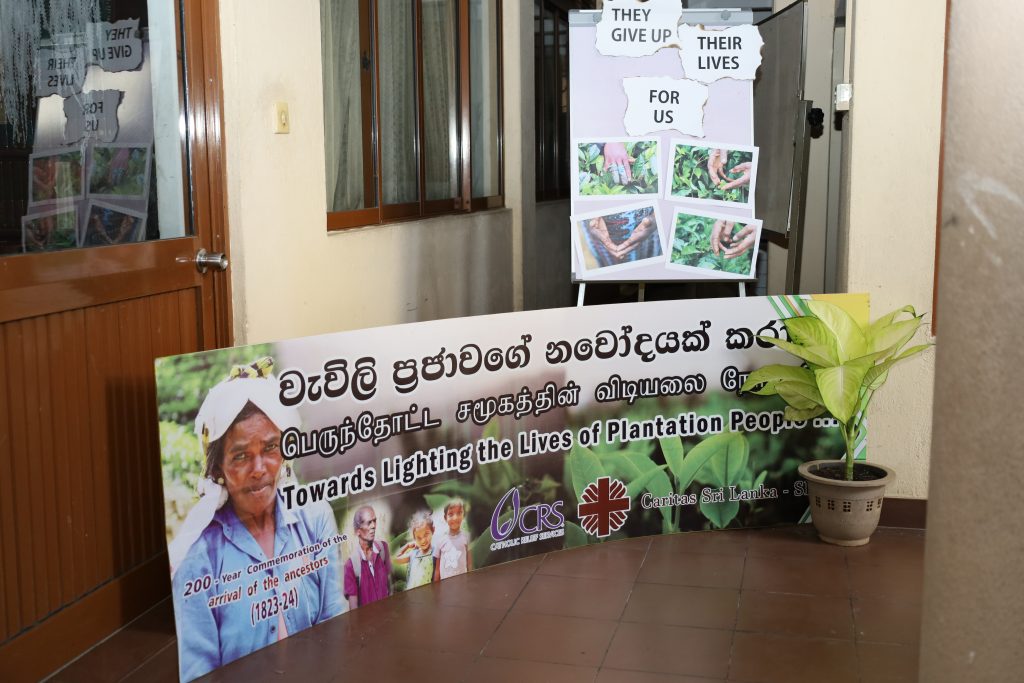 THEY
GIVE UP
THEIR
LIVES
FOR
US
වැවිලි ප්‍රජාවගේ නවෝදයක් කරා
பெருந்தோட்ட சமூகத்தின் விடியலை
Towards Lighting the Lives of Plantation People ...
CRS
CATHOLIC RELIEF SERVICES
Caritas Sri Lanka -
200 - Year Commemoration of the
arrival of the ancestors
(1823-24)